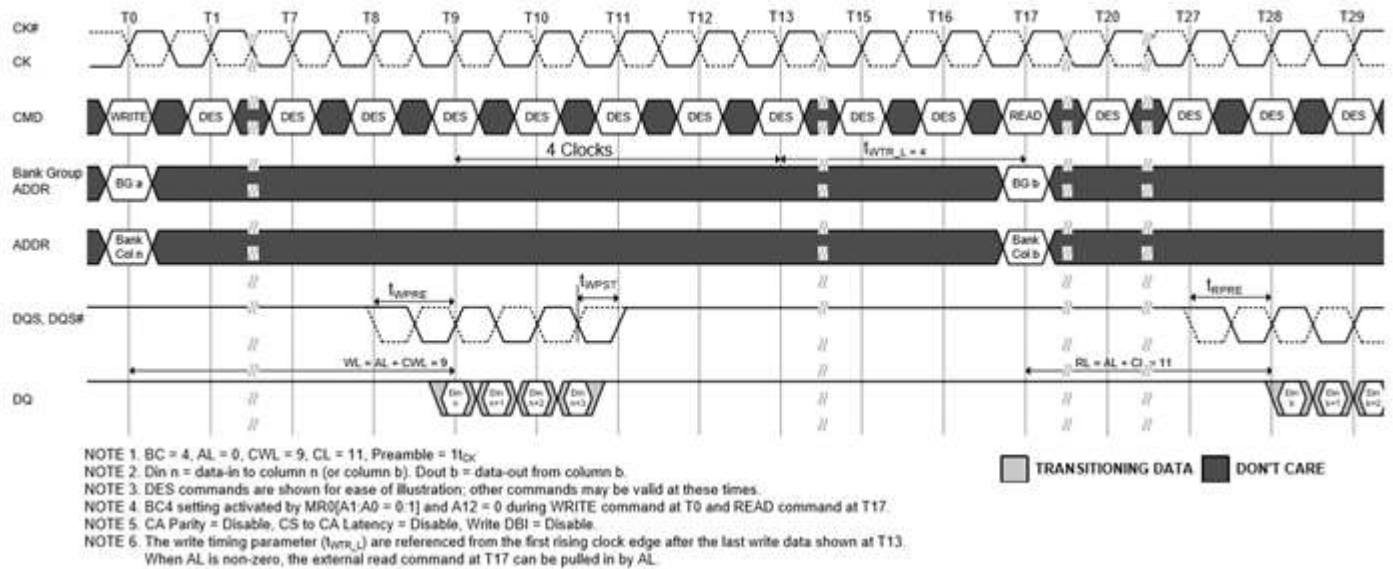 T0 T1 T7 T8 T9 T10 T11 T12 T13 T15 T16 T17 T20 T27 T28 T29
CK#
CK
CMD WRITE DES DES DES DES DES DES DES DES DES DES READ DES DES DES DES
4 Clocks tWTR_L = 4
Bank Group
ADDR
BG a BG b
ADDR
Bank
Col n
Bank
Col b
tWPRE tWPST tRPRE
DQS, DQS#
WL = AL + CWL = 9 RL = AL + CL = 11
DQ
Din
n
Din
n+1
Din
n+2
Din
n+3
Din
b
Din
b+1
Din
b+2
NOTE 1. BC = 4, AL = 0, CWL = 9, CL = 11, Preamble = 1tCK
NOTE 2. Din n = data-in to column n (or column b). Dout b = data-out from column b.
NOTE 3. DES commands are shown for ease of illustration; other commands may be valid at these times.
NOTE 4. BC4 setting activated by MR0[A1:A0 = 0:1] and A12 = 0 during WRITE command at T0 and READ command at T17.
NOTE 5. CA Parity = Disable, CS to CA Latency = Disable, Write DBI = Disable.
NOTE 6. The write timing parameter (tWTR_L) are referenced from the first rising clock edge after the last write data shown at T13.
When AL is non-zero, the external read command at T17 can be pulled in by AL.
TRANSITIONING DATA DON'T CARE